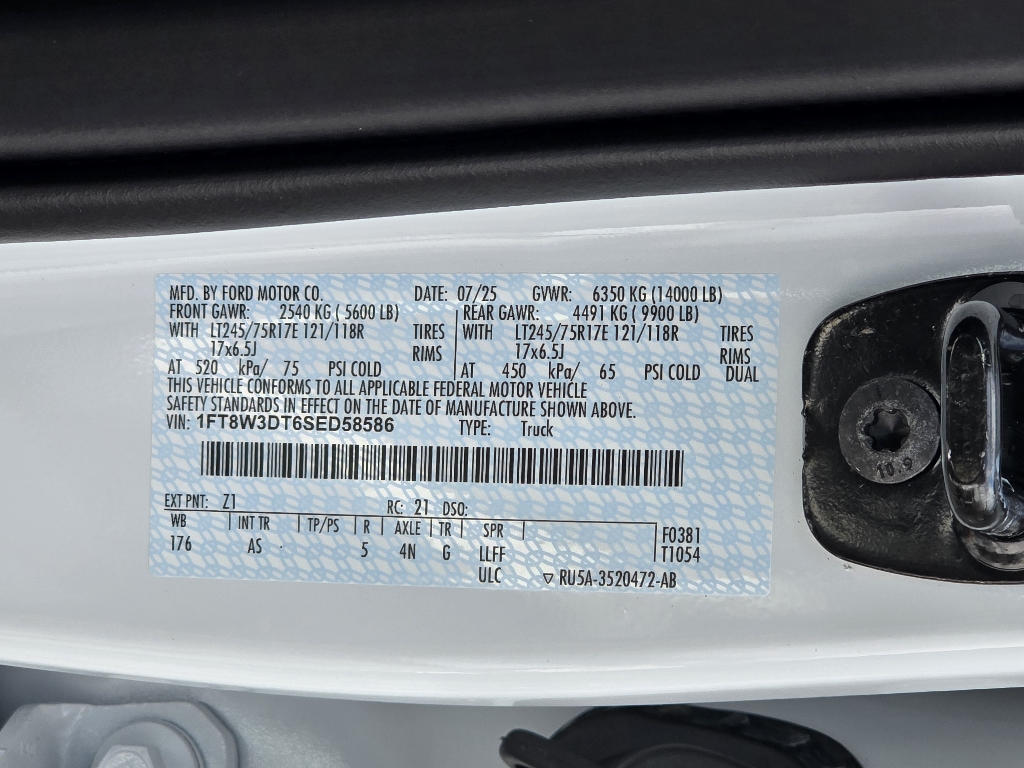 MFD. BY FORD MOTOR CO. DATE: 07/25 GVWR: 6350 KG (14000 LB)
FRONT GAWR: 2540 KG ( 5600 LB) REAR GAWR: 4491 KG ( 9900 LB)
WITH LT245/75R17E 121/118R TIRES WITH LT245/75R17E 121/118R TIRES
17x6.5J RIMS 17x6.5J RIMS
AT 520 kPa/ 75 PSI COLD AT 450 kPa/ 65 PSI COLD DUAL
THIS VEHICLE CONFORMS TO ALL APPLICABLE FEDERAL MOTOR VEHICLE
SAFETY STANDARDS IN EFFECT ON THE DATE OF MANUFACTURE SHOWN ABOVE.
VIN: 1FT8W3DT6SED58586 TYPE: Truck
EXT PNT: Z1 RC: 21 DSO:
WB INT TR TP/PS R AXLE TR SPR F0381
176 AS 5 4N G LLFF T1054
ULC ▽ RU5A-3520472-AB
10.9